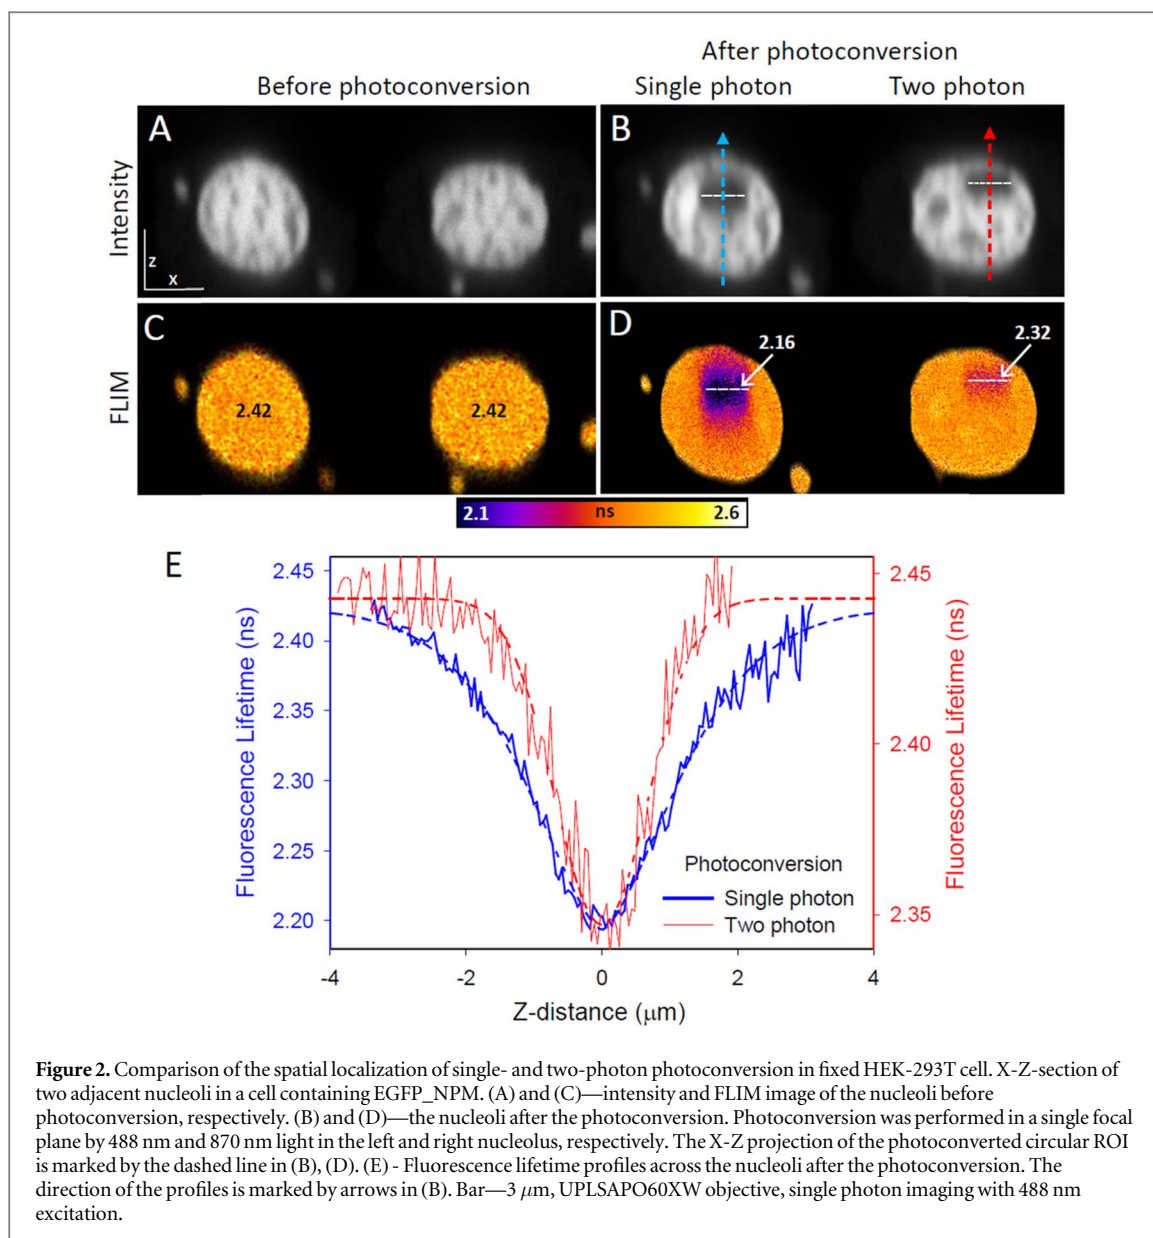 After photoconversion
Before photoconversion
Single photon
Two photon
A
B
Intensity
z
x
C
D
FLIM
2.42
2.42
2.16
2.32
2.1
ns
2.6
E
Fluorescence Lifetime (ns)
2.45
2.40
2.35
2.30
2.25
2.20
Photoconversion
Single photon
Two photon
2.45
2.40
2.35
Fluorescence Lifetime (ns)
-4
-2
0
2
4
Z-distance (μm)
Figure 2. Comparison of the spatial localization of single- and two-photon photoconversion in fixed HEK-293T cell. X-Z-section of
two adjacent nucleoli in a cell containing EGFP_NPM. (A) and (C)—intensity and FLIM image of the nucleoli before
photoconversion, respectively. (B) and (D)—the nucleoli after the photoconversion. Photoconversion was performed in a single focal
plane by 488 nm and 870 nm light in the left and right nucleolus, respectively. The X-Z projection of the photoconverted circular ROI
is marked by the dashed line in (B), (D). (E) - Fluorescence lifetime profiles across the nucleoli after the photoconversion. The
direction of the profiles is marked by arrows in (B). Bar—3 μm, UPLSAPO60XW objective, single photon imaging with 488 nm
excitation.